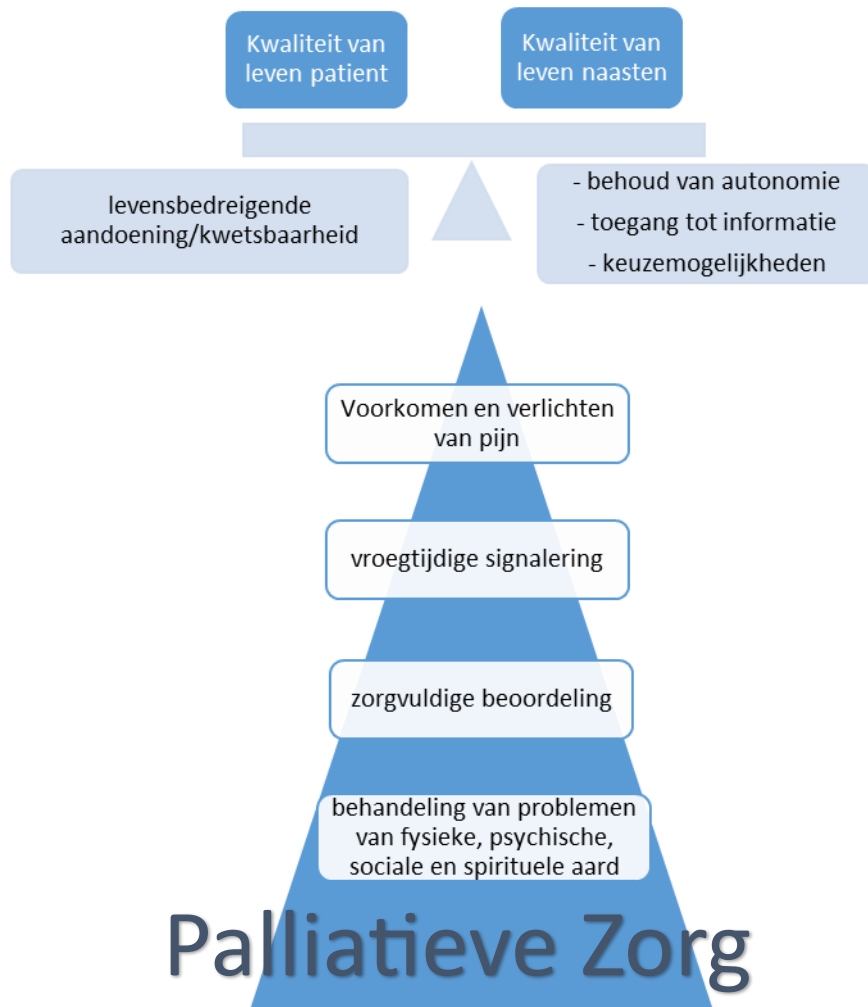 Kwaliteit van
leven patient
Kwaliteit van
leven naasten
levensbedreigende
aandoening/kwetsbaarheid
- behoud van autonomie
- toegang tot informatie
- keuzemogelijkheden
Voorkomen en verlichten
van pijn
vroegtijdige signalering
zorgvuldige beoordeling
behandeling van problemen
van fysieke, psychische,
sociale en spirituele aard
Palliatieve Zorg